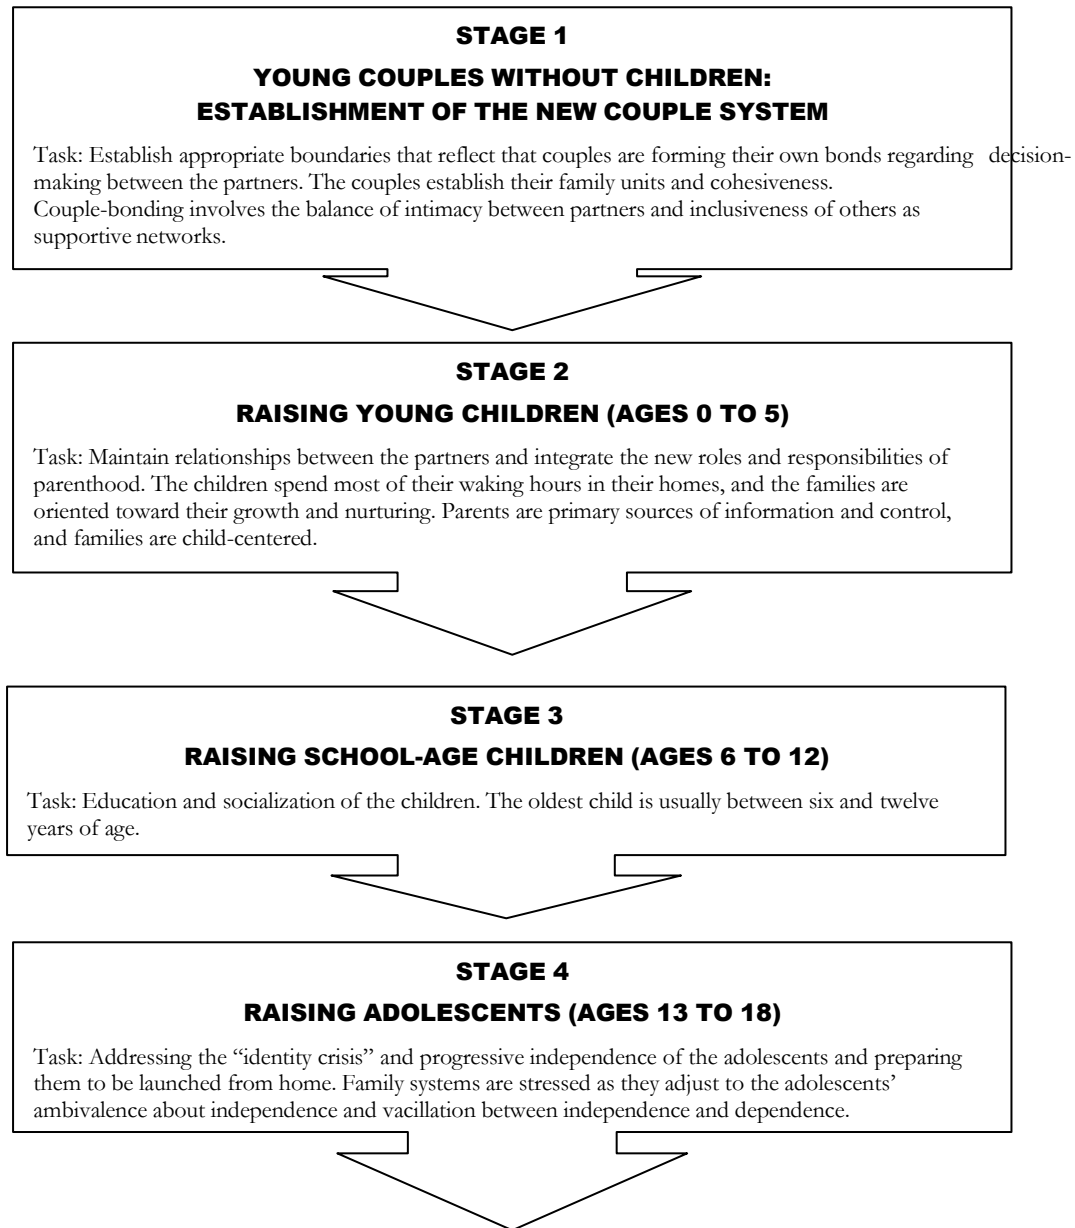 STAGE 1
YOUNG COUPLES WITHOUT CHILDREN:
ESTABLISHMENT OF THE NEW COUPLE SYSTEM
Task: Establish appropriate boundaries that reflect that couples are forming their own bonds regarding decision-
making between the partners. The couples establish their family units and cohesiveness.
Couple-bonding involves the balance of intimacy between partners and inclusiveness of others as
supportive networks.
STAGE 2
RAISING YOUNG CHILDREN (AGES 0 TO 5)
Task: Maintain relationships between the partners and integrate the new roles and responsibilities of
parenthood. The children spend most of their waking hours in their homes, and the families are
oriented toward their growth and nurturing. Parents are primary sources of information and control,
and families are child-centered.
STAGE 3
RAISING SCHOOL-AGE CHILDREN (AGES 6 TO 12)
Task: Education and socialization of the children. The oldest child is usually between six and twelve
years of age.
STAGE 4
RAISING ADOLESCENTS (AGES 13 TO 18)
Task: Addressing the “identity crisis” and progressive independence of the adolescents and preparing
them to be launched from home. Family systems are stressed as they adjust to the adolescents’
ambivalence about independence and vacillation between independence and dependence.